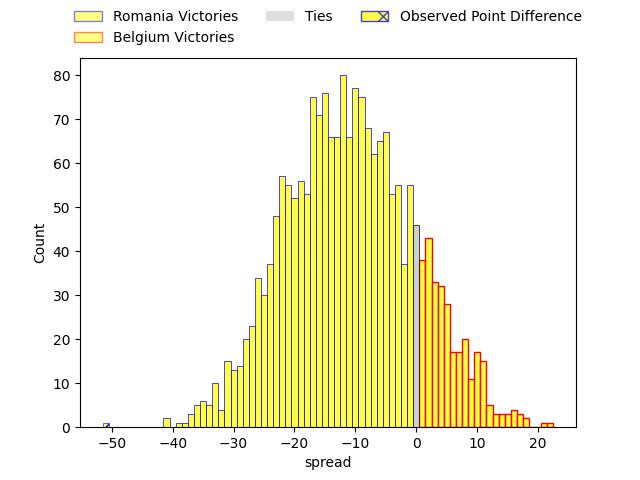 Romania Victories
Belgium Victories
Ties
Observed Point Difference
Count
80
70
60
50
40
30
20
10
0
−50 −40 −30 −20 −10 0 10 20
spread